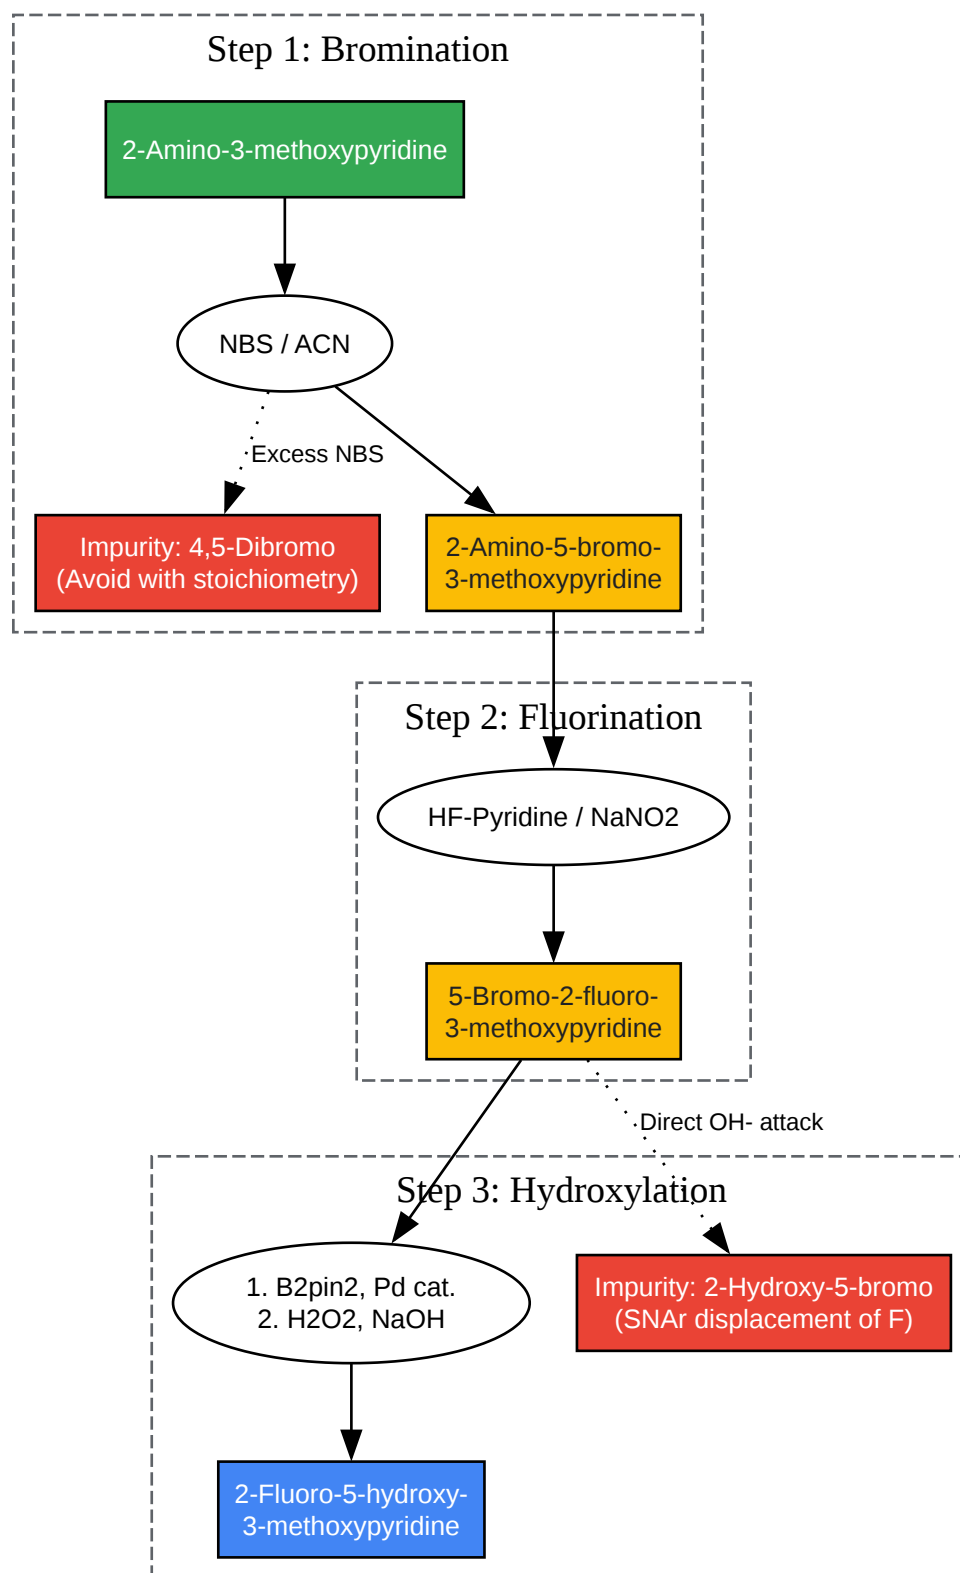 Step 1: Bromination
2-Amino-3-methoxypyridine
NBS / ACN
Excess NBS
Impurity: 4,5-Dibromo
(Avoid with stoichiometry)
2-Amino-5-bromo-
3-methoxypyridine
Step 2: Fluorination
HF-Pyridine / NaNO2
5-Bromo-2-fluoro-
3-methoxypyridine
Direct OH- attack
Step 3: Hydroxylation
1. B2pin2, Pd cat.
2. H2O2, NaOH
Impurity: 2-Hydroxy-5-bromo
(SNAr displacement of F)
2-Fluoro-5-hydroxy-
3-methoxypyridine